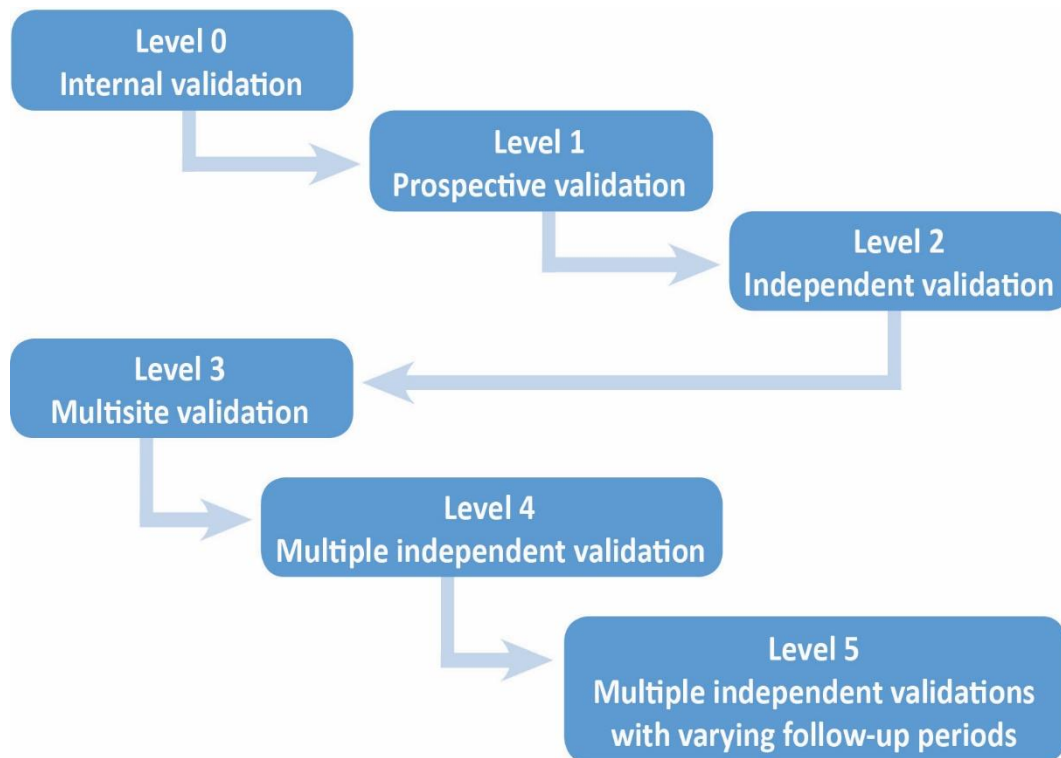 Level 0
Internal validation
Level 1
Prospective validation
Level 2
Independent validation
Level 3
Multisite validation
Level 4
Multiple independent validation
Level 5
Multiple independent validations
with varying follow-up periods